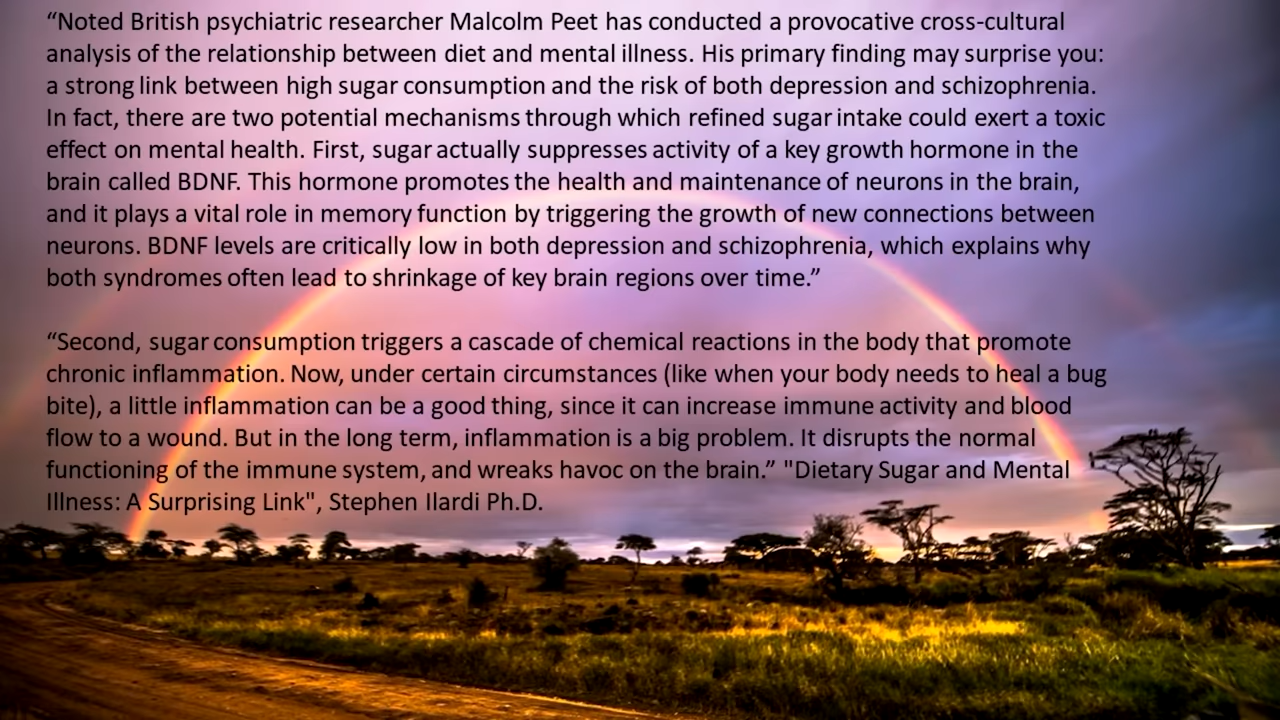 “Noted British psychiatric researcher Malcolm Peet has conducted a provocative cross-cultural
analysis of the relationship between diet and mental illness. His primary finding may surprise you:
a strong link between high sugar consumption and the risk of both depression and schizophrenia.
In fact, there are two potential mechanisms through which refined sugar intake could exert a toxic
effect on mental health. First, sugar actually suppresses activity of a key growth hormone in the
brain called BDNF. This hormone promotes the health and maintenance of neurons in the brain,
and it plays a vital role in memory function by triggering the growth of new connections between
neurons. BDNF levels are critically low in both depression and schizophrenia, which explains why
both syndromes often lead to shrinkage of key brain regions over time.”
“Second, sugar consumption triggers a cascade of chemical reactions in the body that promote
chronic inflammation. Now, under certain circumstances (like when your body needs to heal a bug
bite), a little inflammation can be a good thing, since it can increase immune activity and blood
flow to a wound. But in the long term, inflammation is a big problem. It disrupts the normal
functioning of the immune system, and wreaks havoc on the brain.” "Dietary Sugar and Mental
Illness: A Surprising Link", Stephen Ilardi Ph.D.